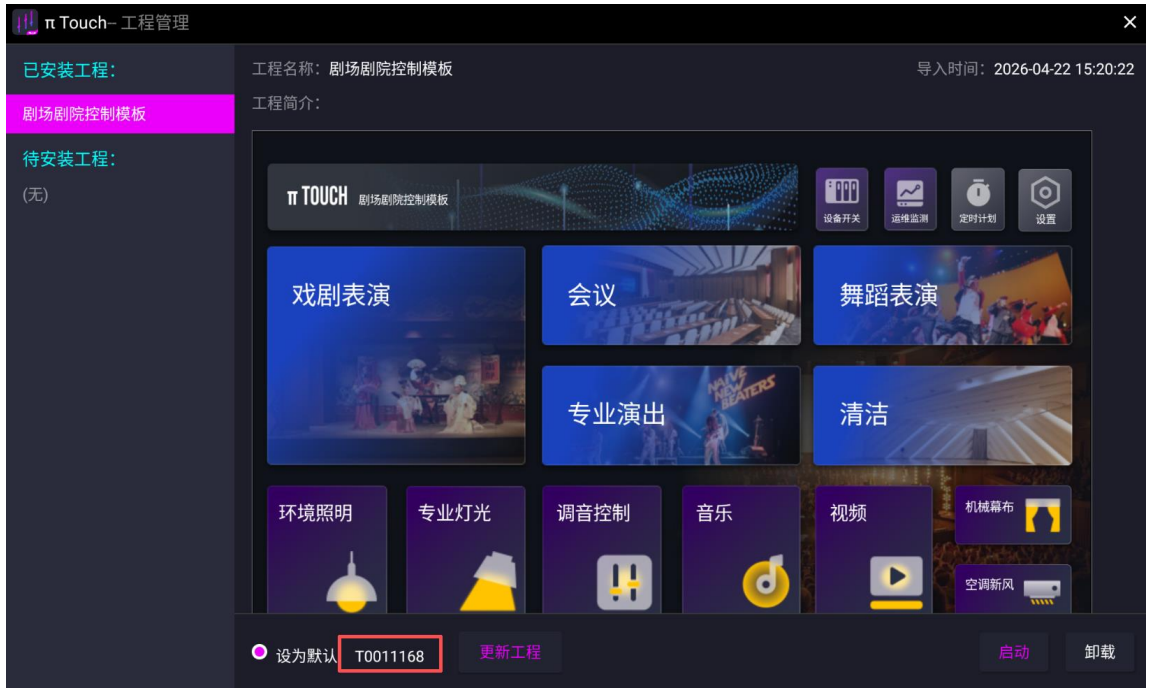 π Touch– 工程管理
已安装工程：
剧场剧院控制模板
待安装工程：
(无)
工程名称：剧场剧院控制模板
导入时间：2026-04-22 15:20:22
工程简介：
π TOUCH 剧场剧院控制模板
设备开关
运维监测
定时计划
设置
戏剧表演
会议
舞蹈表演
NAIVE NEW BEATERS
专业演出
清洁
环境照明
专业灯光
调音控制
音乐
视频
机械幕布
空调新风
设为默认
T0011168
更新工程
启动
卸载